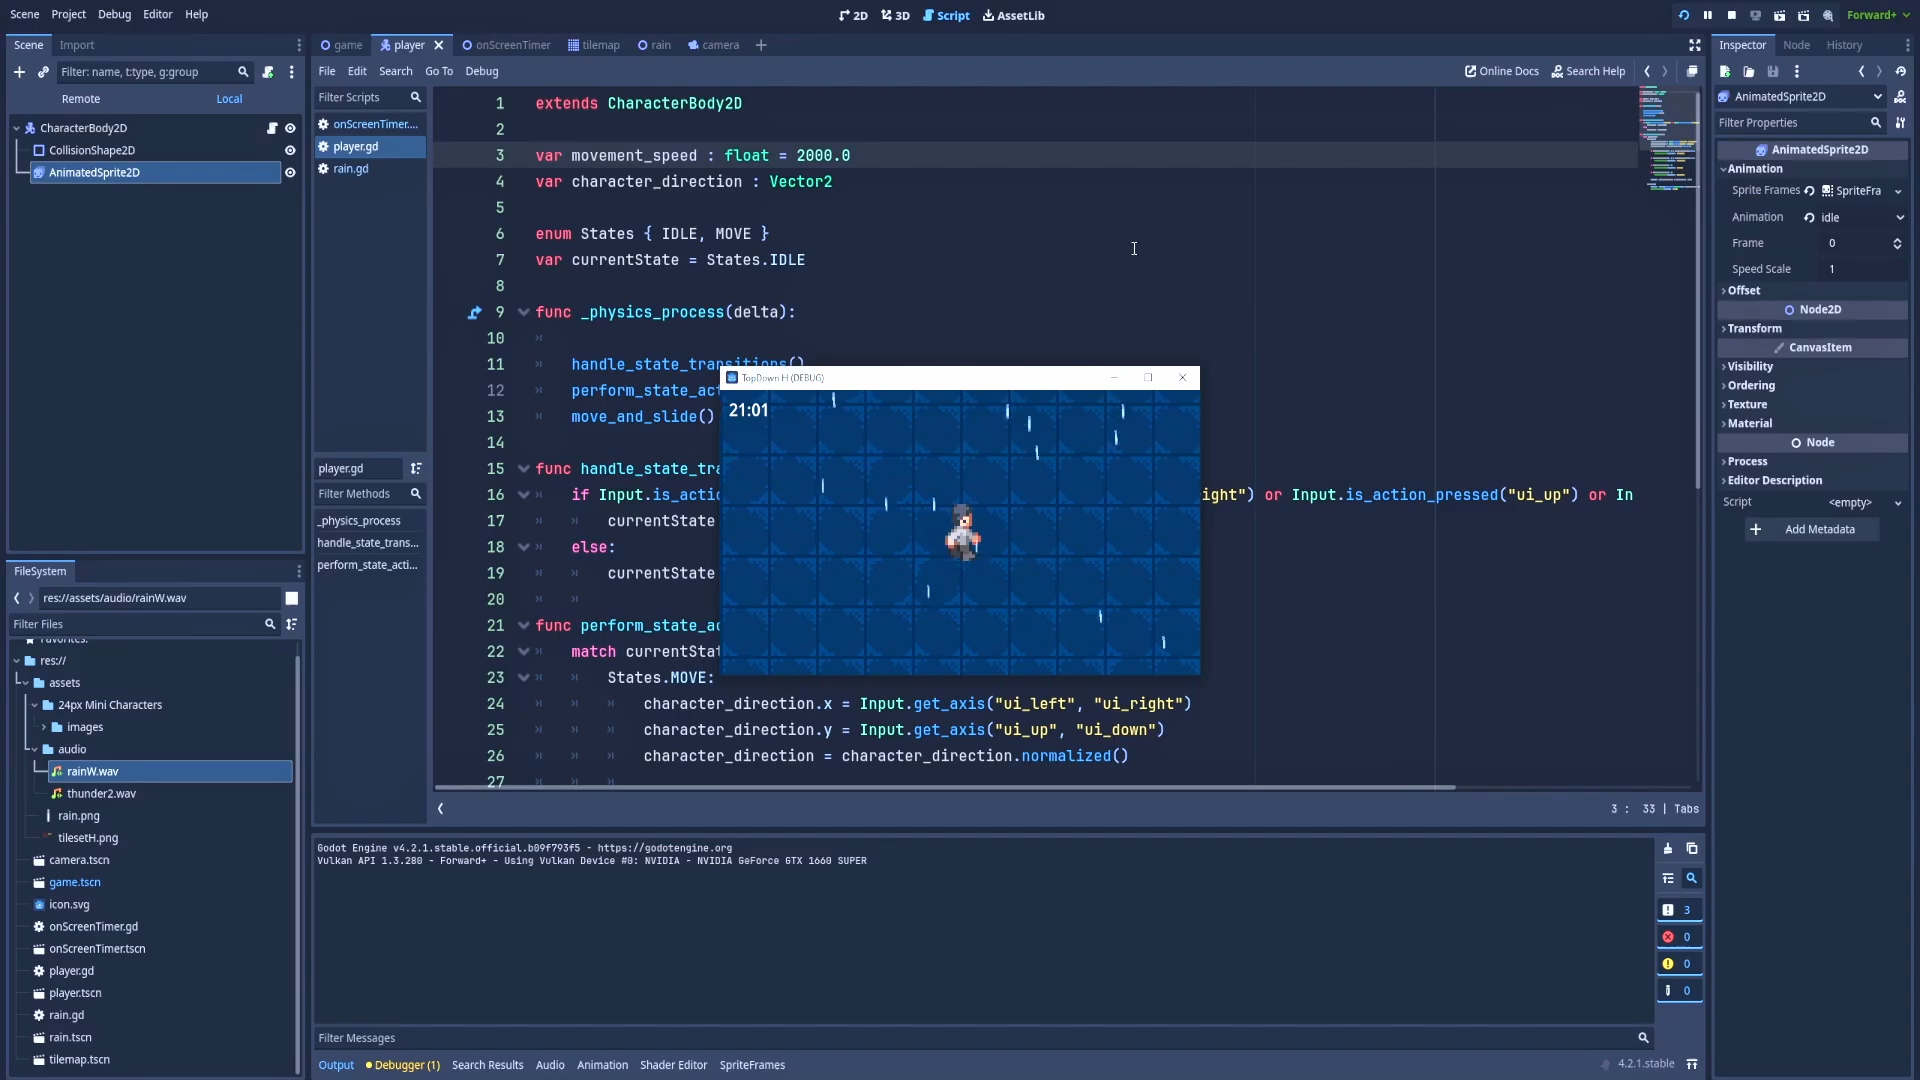 Scene Project Debug Editor Help
2D 3D Script AssetLib
Forward+
Scene Import
Filter: name, t:type, g:group
Remote Local
CharacterBody2D
CollisionShape2D
AnimatedSprite2D
FileSystem
res://assets/audio/rainW.wav
Filter Files
Favorites:
res://
assets
24px Mini Characters
images
audio
rainW.wav
thunder2.wav
rain.png
tilesetH.png
camera.tscn
game.tscn
icon.svg
onScreenTimer.gd
onScreenTimer.tscn
player.gd
player.tscn
rain.gd
rain.tscn
tilemap.tscn
game player onScreenTimer tilemap rain camera
File Edit Search Go To Debug
Online Docs Search Help
Filter Scripts
onScreenTimer....
player.gd
rain.gd
player.gd
Filter Methods
_physics_process
handle_state_trans...
perform_state_acti...
1 extends CharacterBody2D
2
3 var movement_speed : float = 2000.0
4 var character_direction : Vector2
5
6 enum States { IDLE, MOVE }
7 var currentState = States.IDLE
8
9 func _physics_process(delta):
10
11 handle_state_transitions()
12 perform_state_ac
13 move_and_slide()
14
15 func handle_state_tra
16 if Input.is_actio ight") or Input.is_action_pressed("ui_up") or In
17 currentState
18 else:
19 currentState
20
21 func perform_state_ac
22 match currentStat
23 States.MOVE:
24 character_direction.x = Input.get_axis("ui_left", "ui_right")
25 character_direction.y = Input.get_axis("ui_up", "ui_down")
26 character_direction = character_direction.normalized()
27
TopDown H (DEBUG)
21:01
3 : 33 | Tabs
Godot Engine v4.2.1.stable.official.b09f793f5 - https://godotengine.org
Vulkan API 1.3.280 - Forward+ - Using Vulkan Device #0: NVIDIA - NVIDIA GeForce GTX 1660 SUPER
3
0
0
0
Filter Messages
Output Debugger (1) Search Results Audio Animation Shader Editor SpriteFrames
4.2.1.stable
Inspector Node History
AnimatedSprite2D
Filter Properties
AnimatedSprite2D
Animation
Sprite Frames SpriteFra
Animation idle
Frame 0
Speed Scale 1
Offset
Node2D
Transform
CanvasItem
Visibility
Ordering
Texture
Material
Node
Process
Editor Description
Script <empty>
Add Metadata